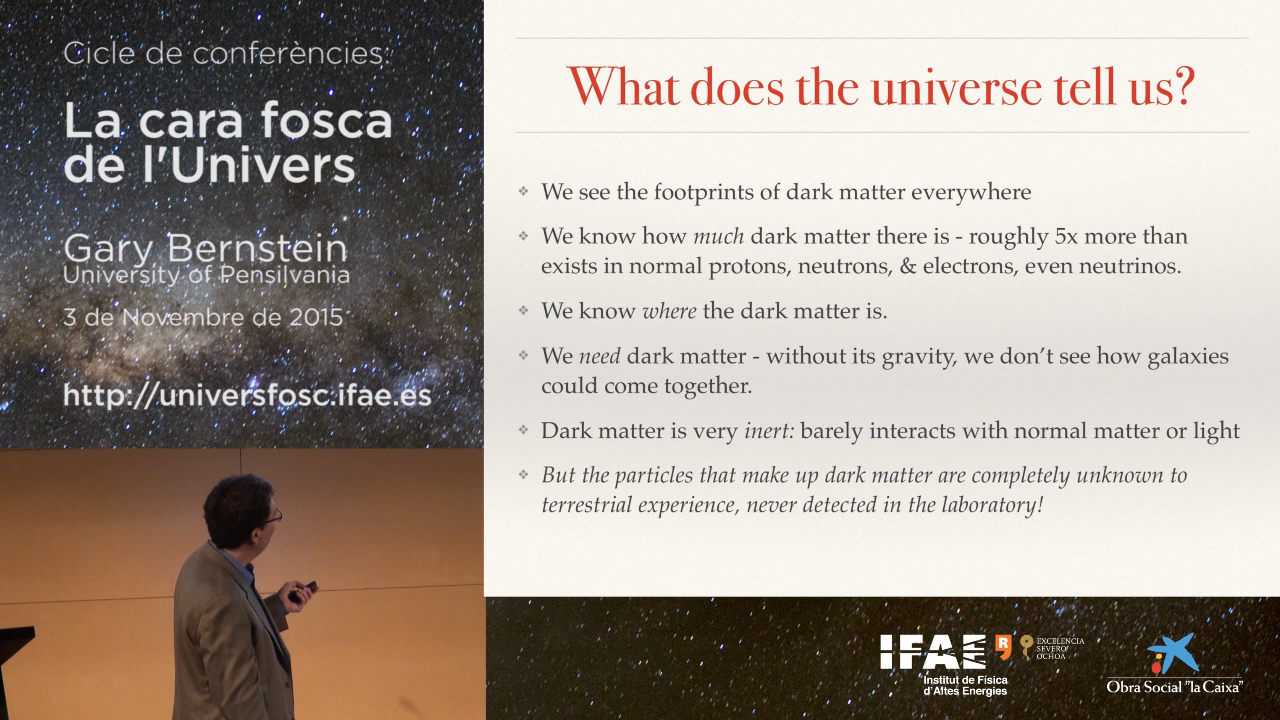 Cicle de conferències:
La cara fosca
de l'Univers
Gary Bernstein
University of Pensilvania
3 de Novembre de 2015
http://universfosc.ifae.es
What does the universe tell us?
❖ We see the footprints of dark matter everywhere
❖ We know how much dark matter there is - roughly 5x more than
exists in normal protons, neutrons, & electrons, even neutrinos.
❖ We know where the dark matter is.
❖ We need dark matter - without its gravity, we don’t see how galaxies
could come together.
❖ Dark matter is very inert: barely interacts with normal matter or light
❖ But the particles that make up dark matter are completely unknown to
terrestrial experience, never detected in the laboratory!
IFAE
Institut de Física
d'Altes Energies
R
EXCELENCIA
SEVERO
OCHOA
Obra Social "la Caixa"